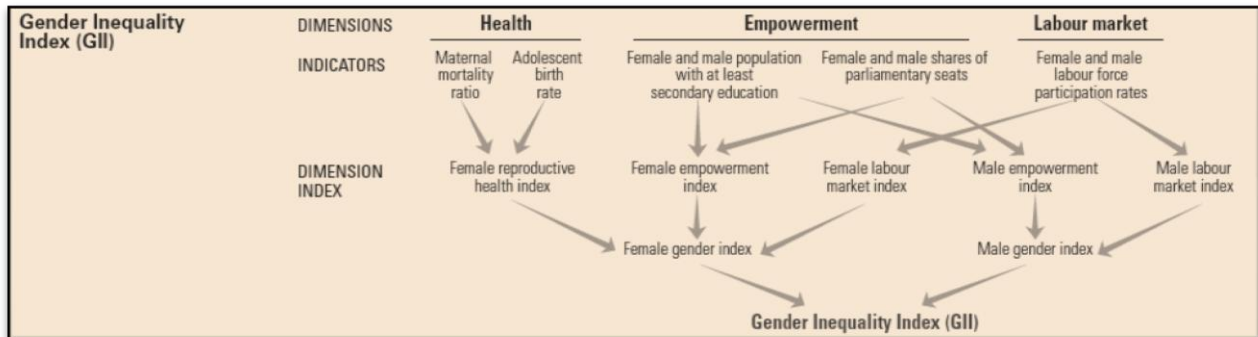 Gender Inequality
Index (GII)
DIMENSIONS
Health
Empowerment
Labour market
INDICATORS
Maternal
mortality
ratio
Adolescent
birth
rate
Female and male population
with at least
secondary education
Female and male shares of
parliamentary seats
Female and male
labour force
participation rates
DIMENSION
INDEX
Female reproductive
health index
Female empowerment
index
Female labour
market index
Male empowerment
index
Male labour
market index
Female gender index
Male gender index
Gender Inequality Index (GII)